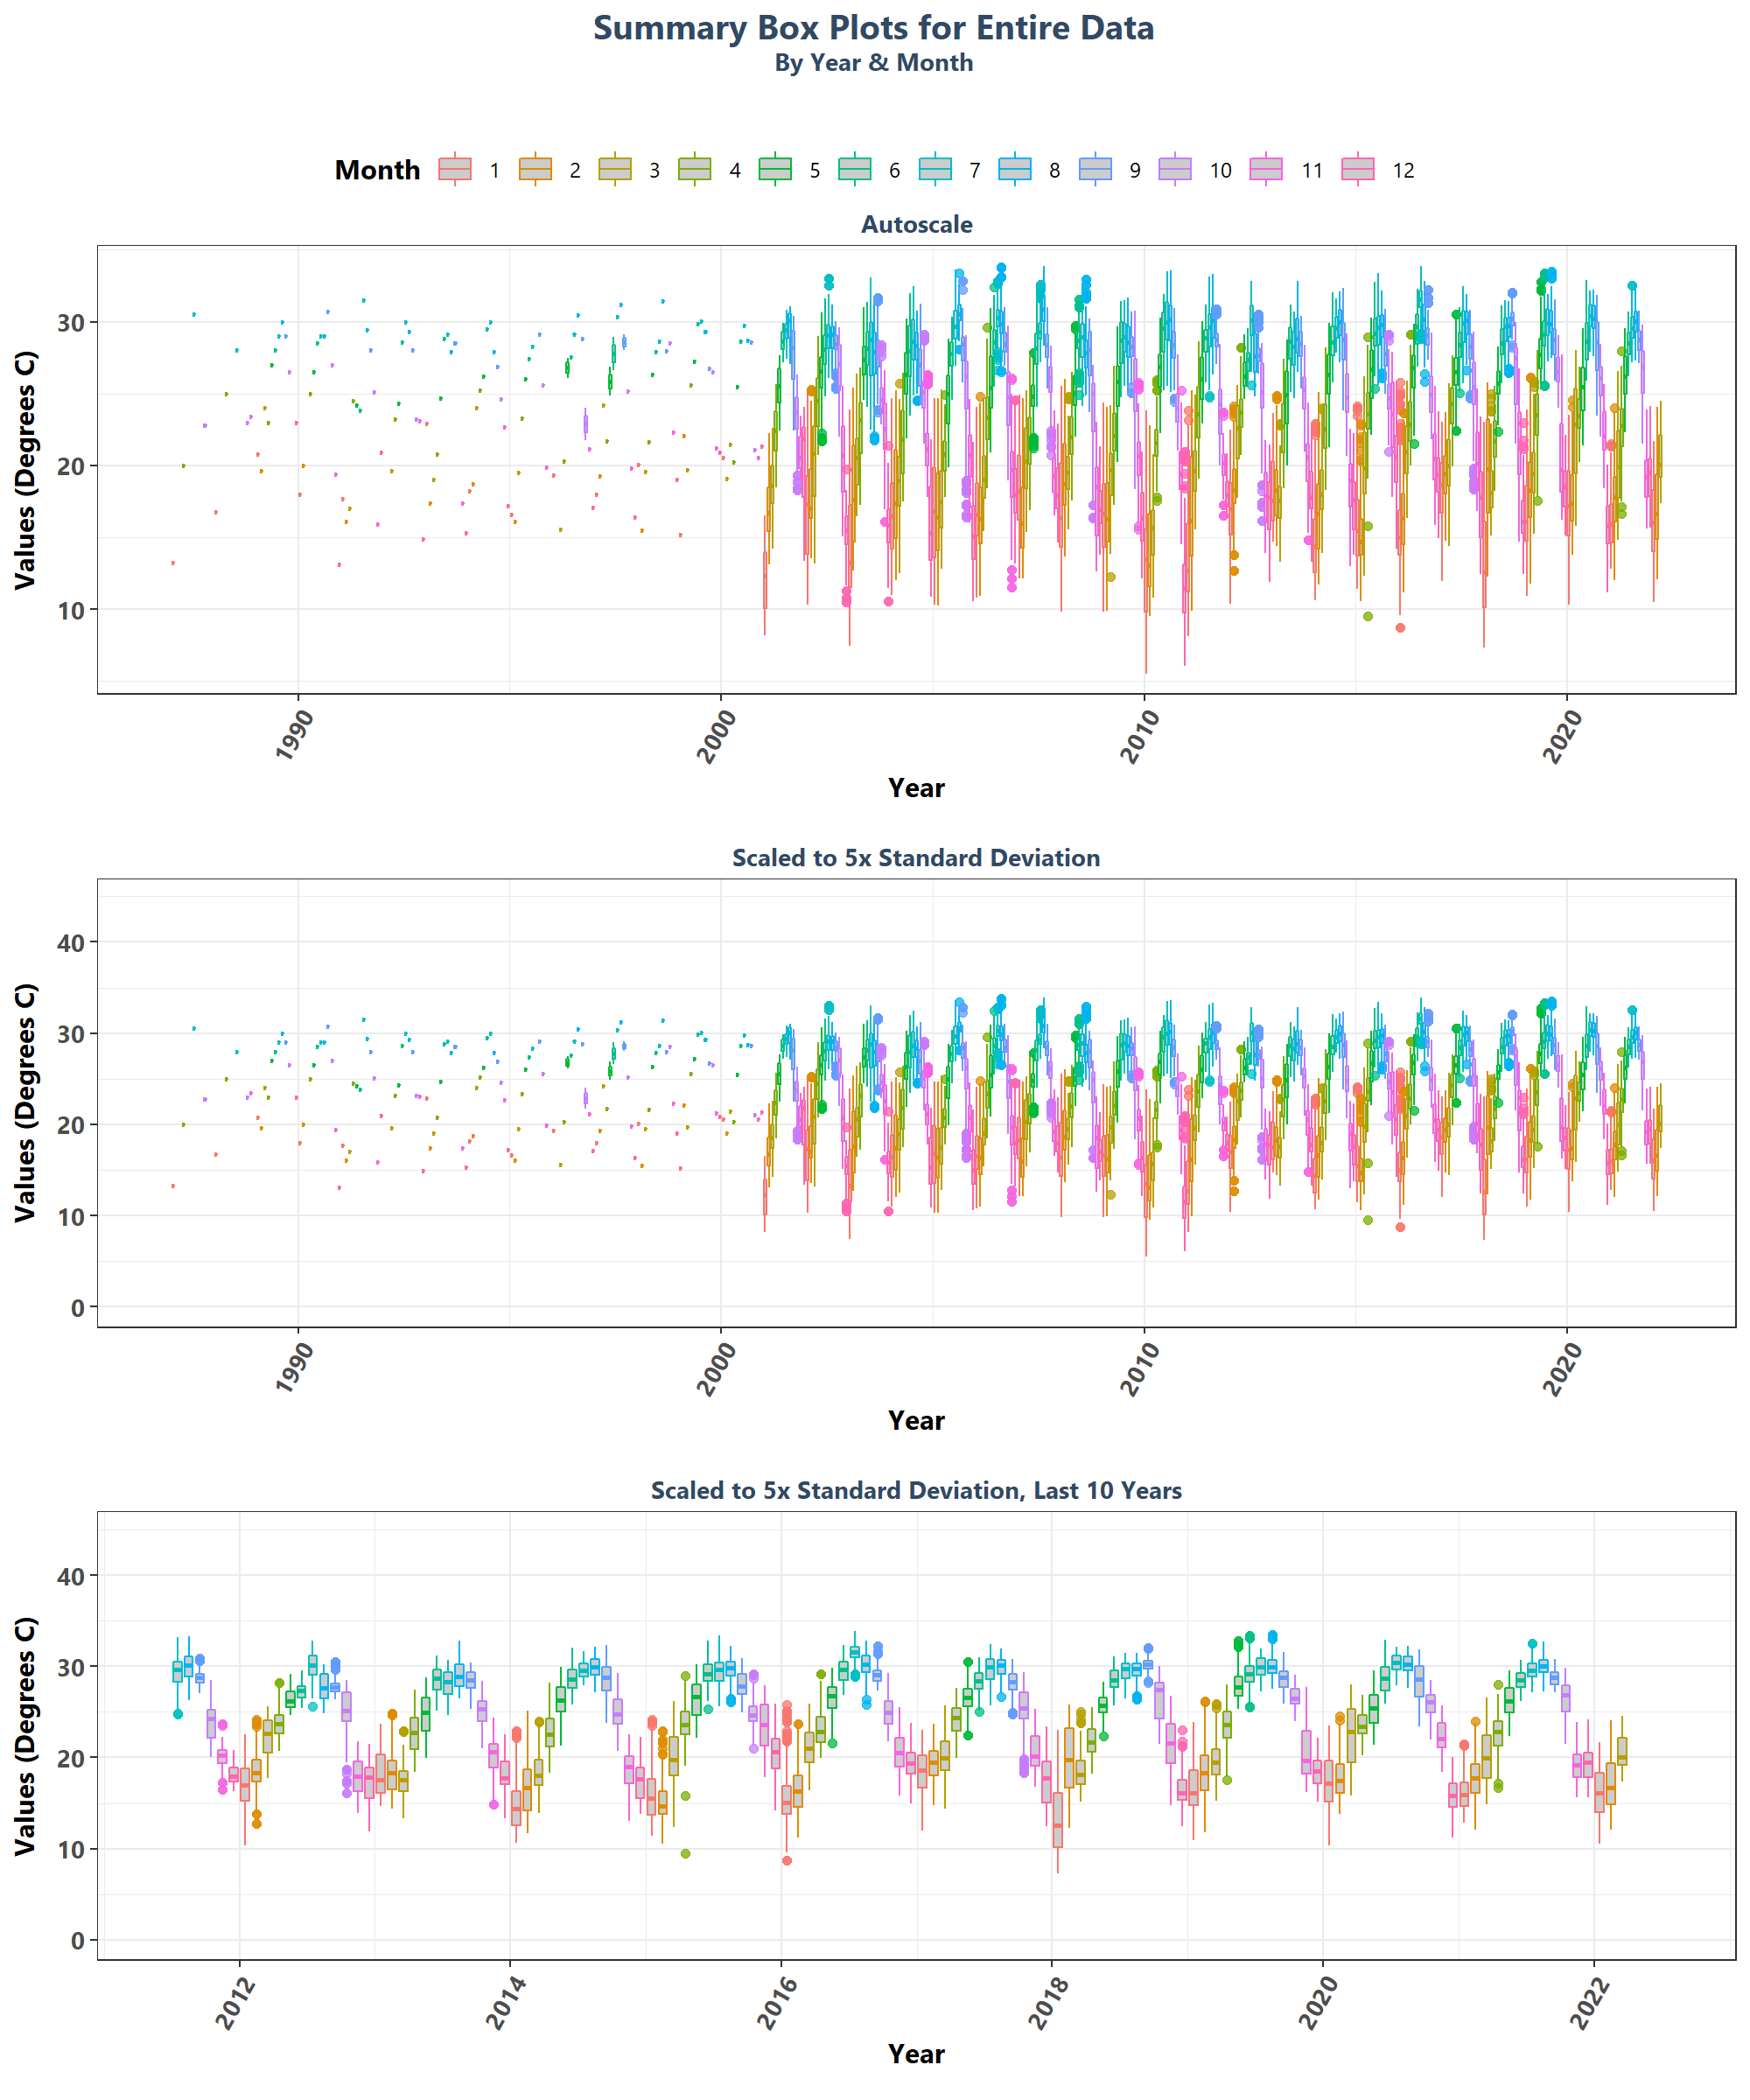 Summary Box Plots for Entire Data
By Year & Month
Month 1 2 3 4 5 6 7 8 9 10 11 12
Autoscale
Values (Degrees C)
30
20
10
1990 2000 2010 2020
Year
Scaled to 5x Standard Deviation
Values (Degrees C)
40
30
20
10
0
1990 2000 2010 2020
Year
Scaled to 5x Standard Deviation, Last 10 Years
Values (Degrees C)
40
30
20
10
0
2012 2014 2016 2018 2020 2022
Year